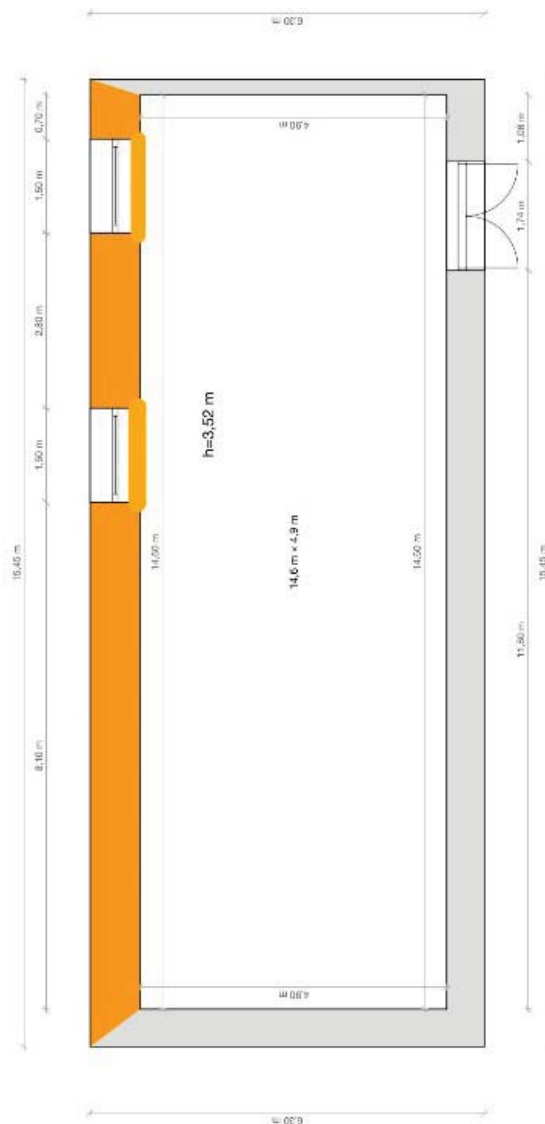 6,30 m
0,70 m
4,90 m
1,08 m
1,50 m
1,74 m
2,80 m
h=3,52 m
1,50 m
15,45 m
14,60 m
14,6 m × 4,9 m
14,60 m
15,45 m
11,80 m
8,10 m
4,90 m
6,30 m